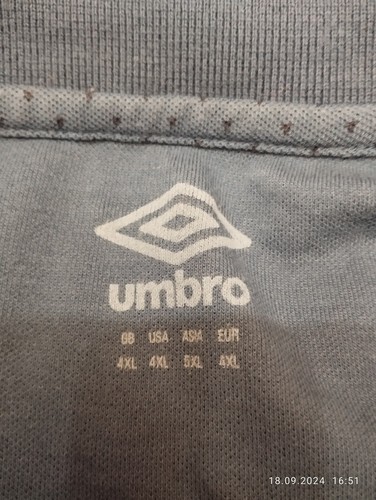 umbro
GB USA ASIA EUR
4XL 4XL 5XL 4XL
18.09.2024 16:51